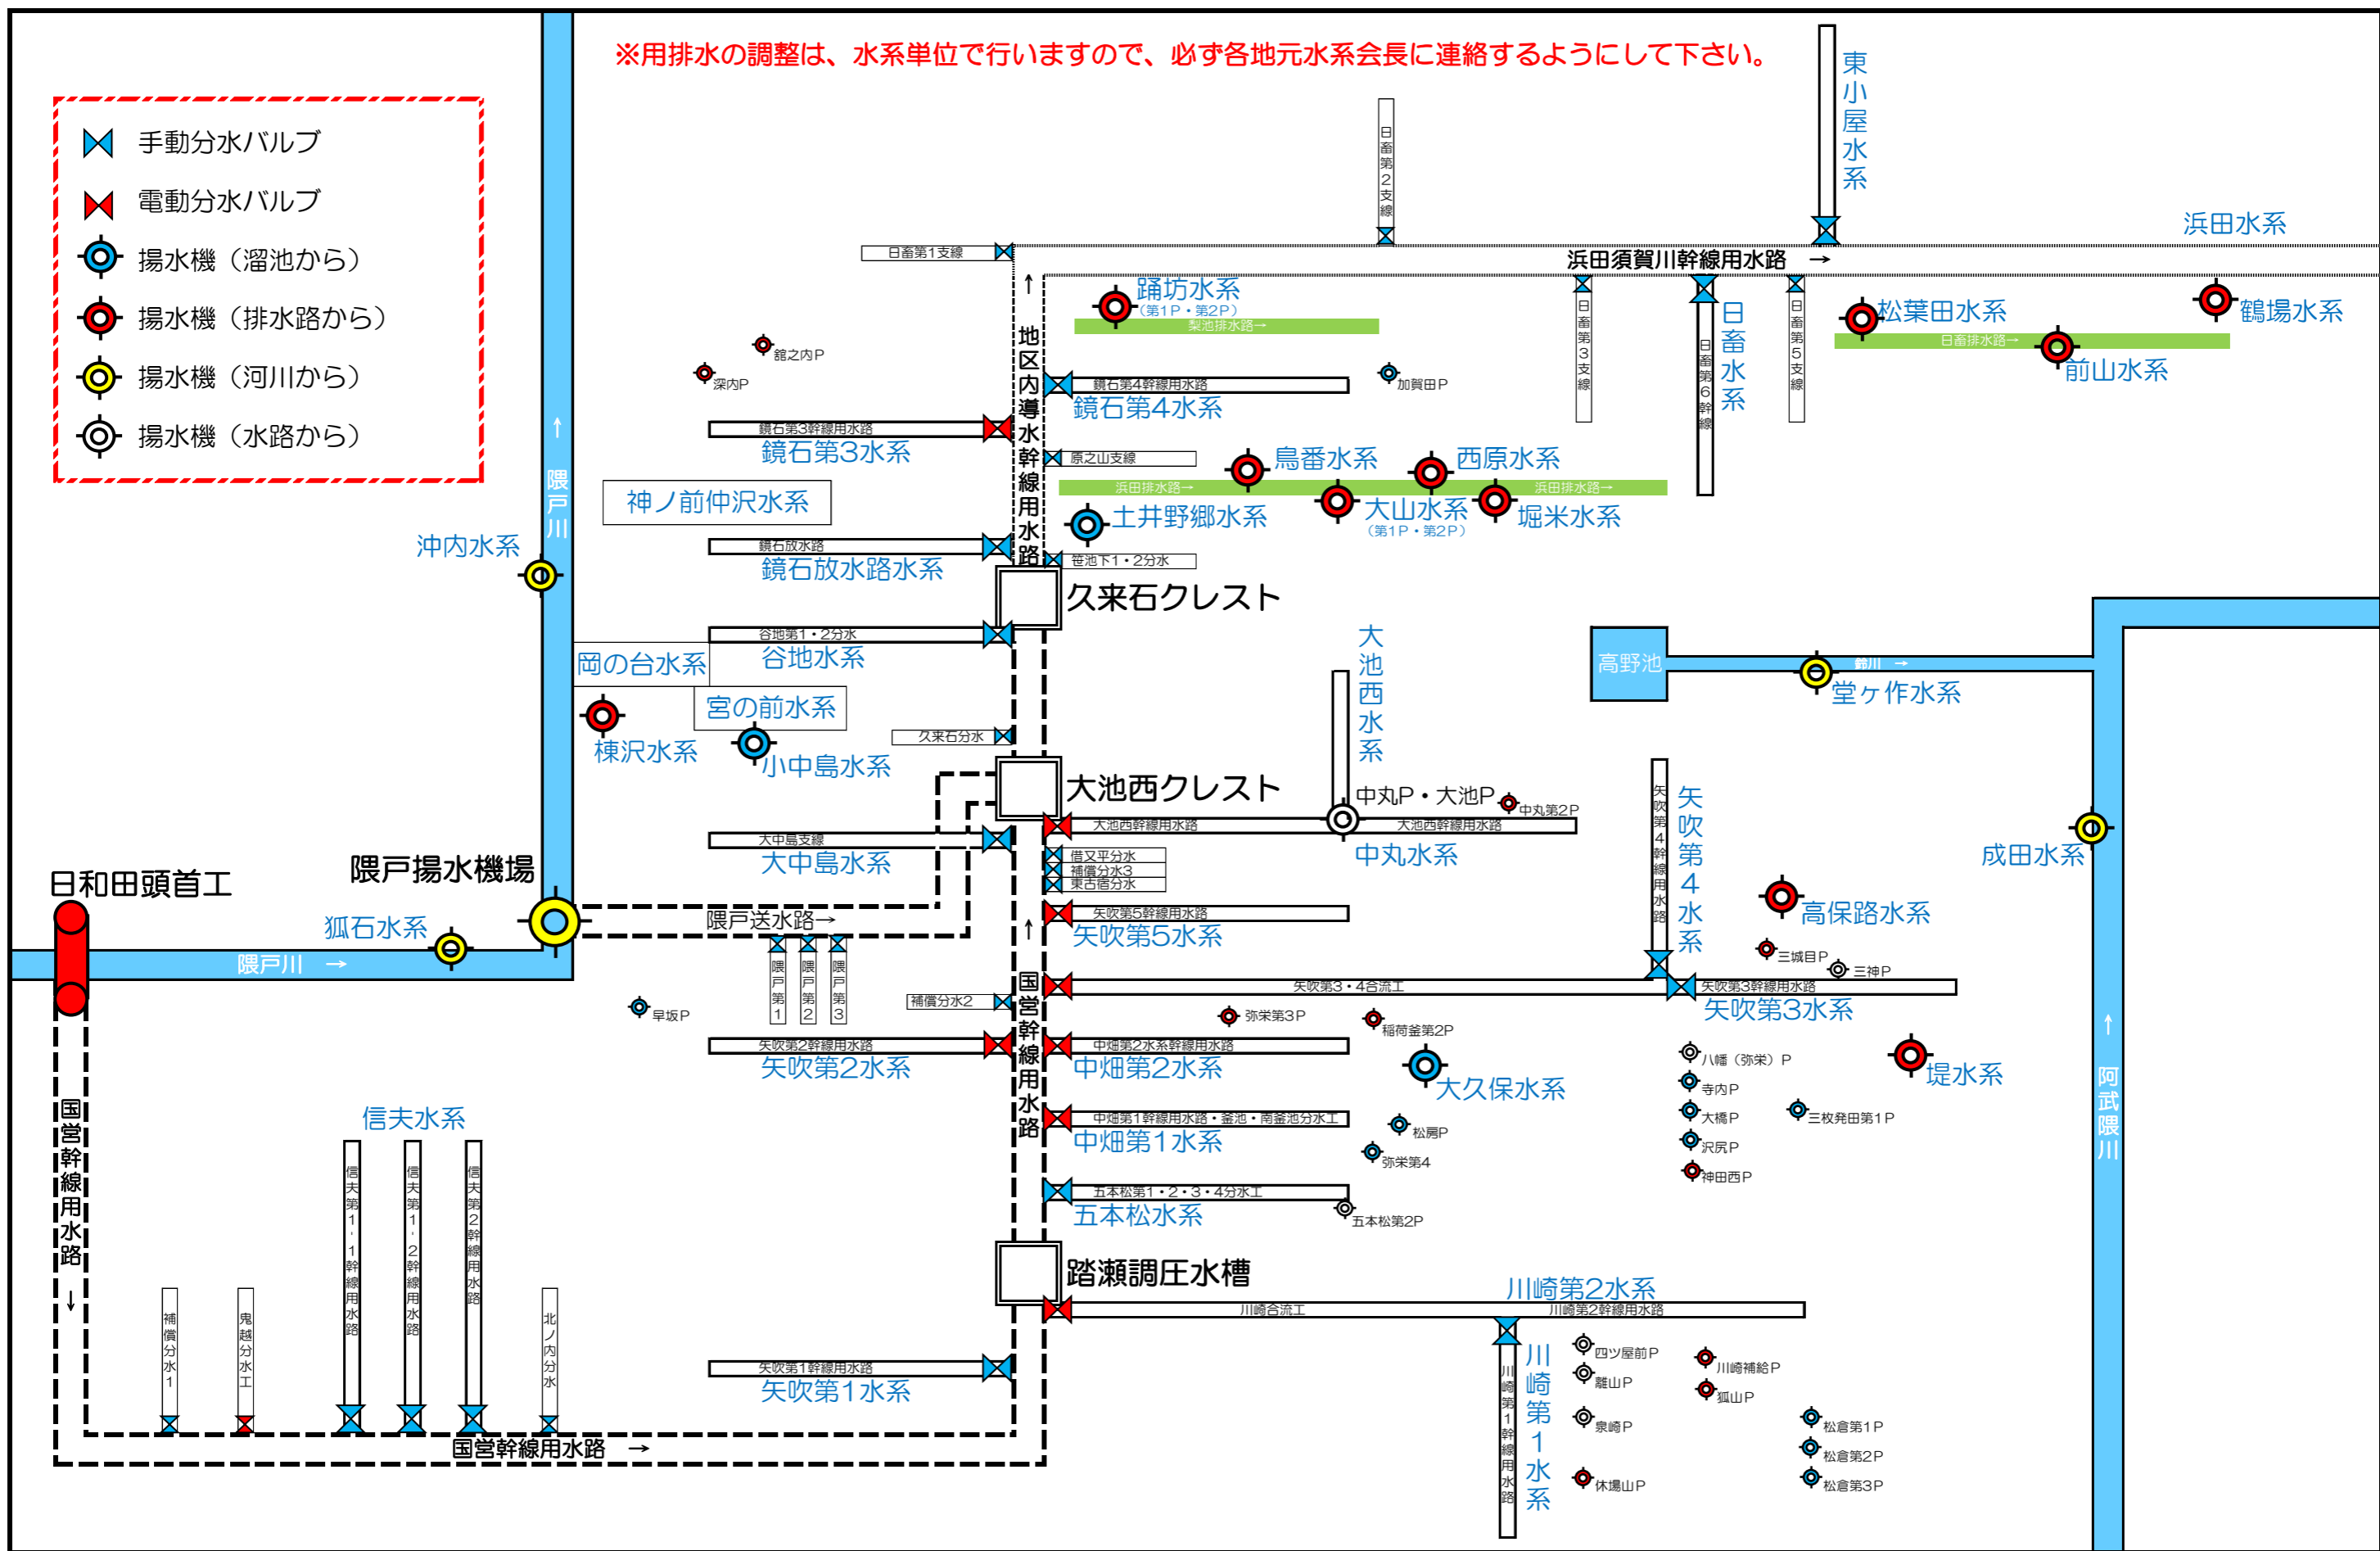 ※用排水の調整は、水系単位で行いますので、必ず各地元水系会長に連絡するようにして下さい。
手動分水バルブ
電動分水バルブ
揚水機（溜池から）
揚水機（排水路から）
揚水機（河川から）
揚水機（水路から）
東小屋水系
日畜第2支線
浜田水系
日畜第1支線
浜田須賀川幹線用水路　→
踊坊水系
（第1P・第2P）
梨池排水路→
日畜第3支線
日畜第6幹線
日畜水系
日畜第5支線
松葉田水系
鶴場水系
日畜排水路→
前山水系
↑
地区内導水幹線用水路
舘之内P
深内P
鏡石第4幹線用水路
鏡石第4水系
加賀田P
鏡石第3幹線用水路
鏡石第3水系
原之山支線
鳥番水系
西原水系
浜田排水路→
浜田排水路→
土井野郷水系
大山水系
（第1P・第2P）
堀米水系
神ノ前仲沢水系
↑
隈戸川
沖内水系
鏡石放水路
鏡石放水路水系
笹池下1・2分水
久来石クレスト
谷地第1・2分水
谷地水系
岡の台水系
宮の前水系
棟沢水系
小中島水系
久来石分水
大池西水系
高野池
鈴川　→
堂ヶ作水系
大池西クレスト
中丸P・大池P
中丸第2P
大池西幹線用水路
大池西幹線用水路
中丸水系
大中島支線
大中島水系
借又平分水
補償分水3
東古宿分水
矢吹第4幹線用水路
矢吹第4水系
成田水系
日和田頭首工
隈戸揚水機場
狐石水系
隈戸川　→
隈戸送水路→
隈戸第1
隈戸第2
隈戸第3
矢吹第5幹線用水路
矢吹第5水系
高保路水系
三城目P
三神P
↑
国営幹線用水路
矢吹第3・4合流工
矢吹第3幹線用水路
矢吹第3水系
補償分水2
早坂P
弥栄第3P
稲荷釜第2P
矢吹第2幹線用水路
矢吹第2水系
中畑第2水系幹線用水路
中畑第2水系
大久保水系
八幡（弥栄）P
寺内P
大橋P
沢尻P
神田西P
三枚発田第1P
堤水系
↑
阿武隈川
中畑第1幹線用水路・釜池・南釜池分水工
中畑第1水系
松房P
弥栄第4
五本松第1・2・3・4分水工
五本松水系
五本松第2P
国営幹線用水路
↓
信夫水系
補償分水1
鬼越分水工
信夫第1-1幹線用水路
信夫第1-2幹線用水路
信夫第2幹線用水路
北ノ内分水
踏瀬調圧水槽
川崎第2水系
川崎合流工
川崎第2幹線用水路
矢吹第1幹線用水路
矢吹第1水系
川崎第1幹線用水路
川崎第1水系
四ツ屋前P
離山P
泉崎P
休場山P
川崎補給P
狐山P
松倉第1P
松倉第2P
松倉第3P
国営幹線用水路　→